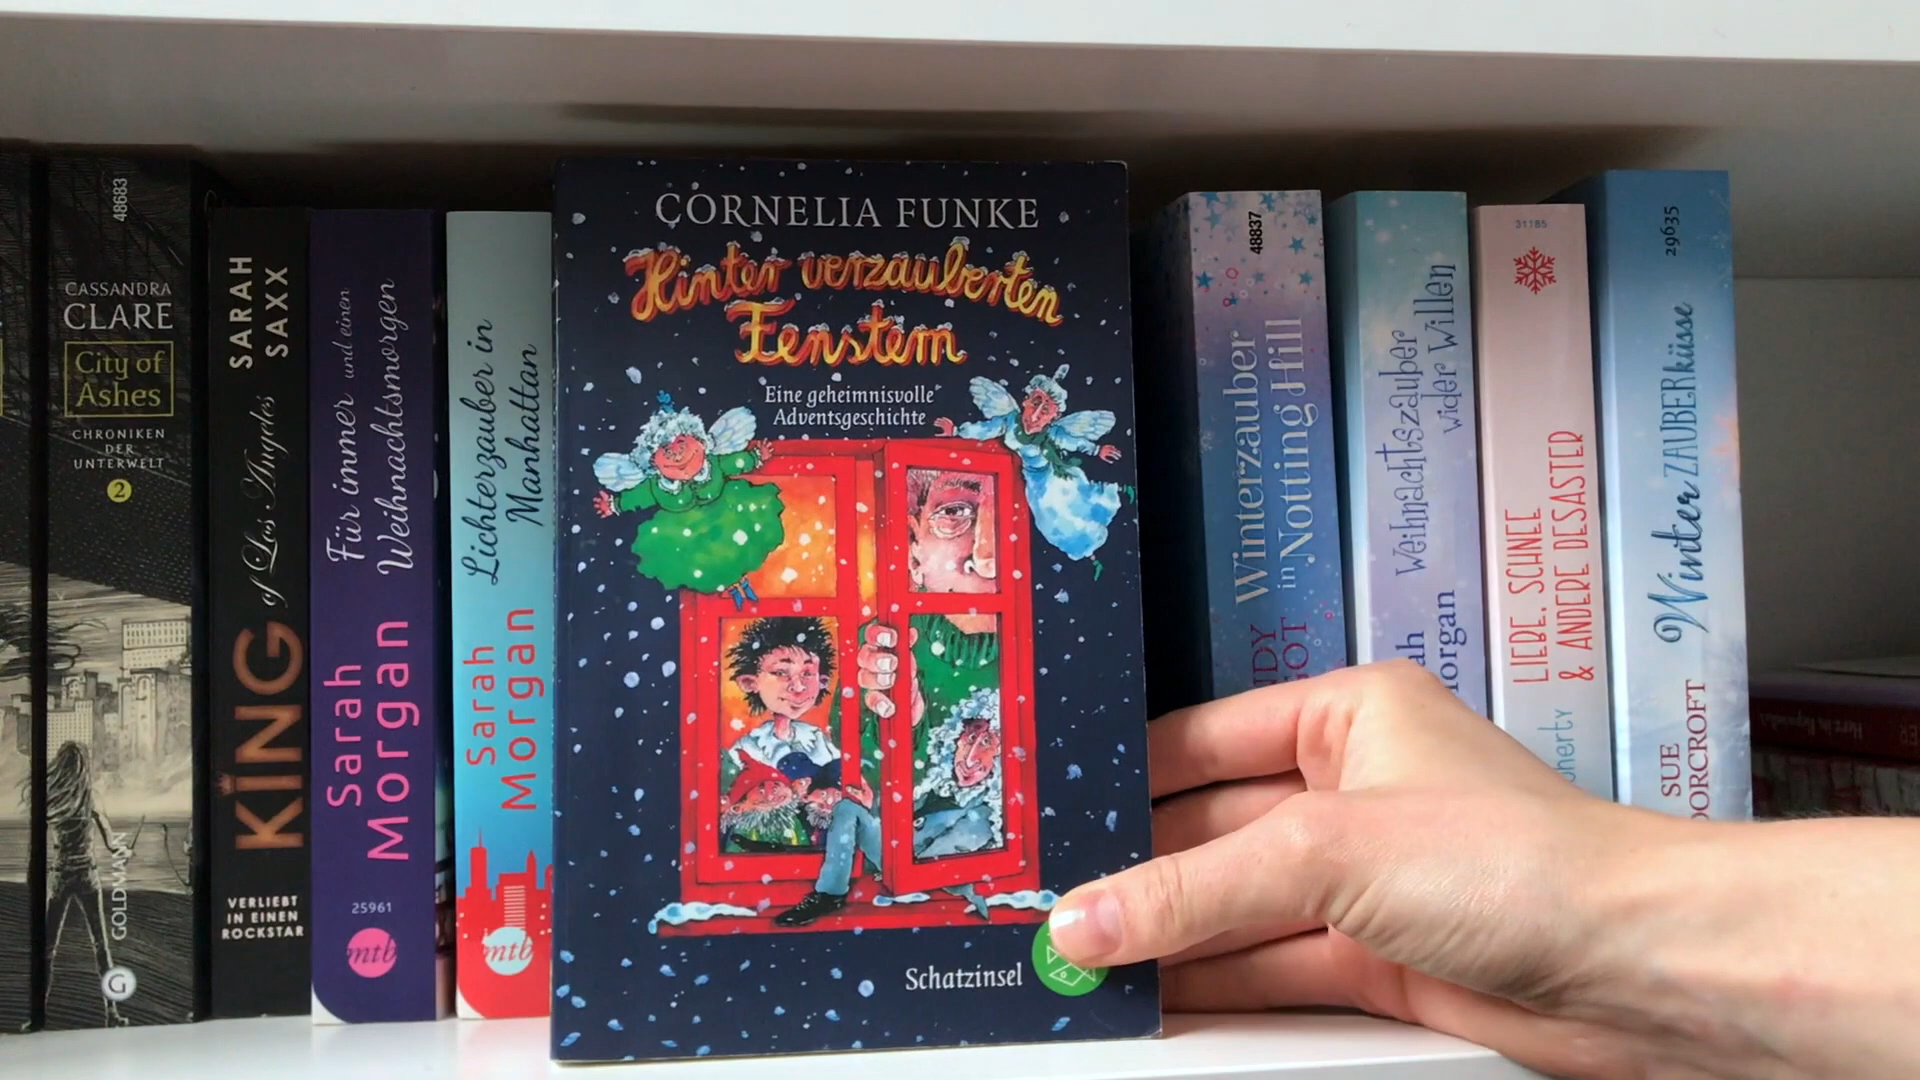 48683
CASSANDRA
CLARE
City of
Ashes
CHRONIKEN
DER
UNTERWELT
2
GOLDMANN
G
SARAH
SAXX
KING of Los Angeles
VERLIEBT
IN EINEN
ROCKSTAR
Für immer und einen
Weihnachtsmorgen
Sarah
Morgan
25961
mtb
Lichterzauber in
Manhattan
Sarah
Morgan
mtb
CORNELIA FUNKE
Hinter verzauberten
Fenstern
Eine geheimnisvolle
Adventsgeschichte
Schatzinsel
48837
Winterzauber
in Notting Hill
Weihnachtszauber
wider Willen
organ
31185
LIEBE, SCHNEE
& ANDERE DESASTER
29635
WinterZAUBERküsse
SUE
OORCROFT